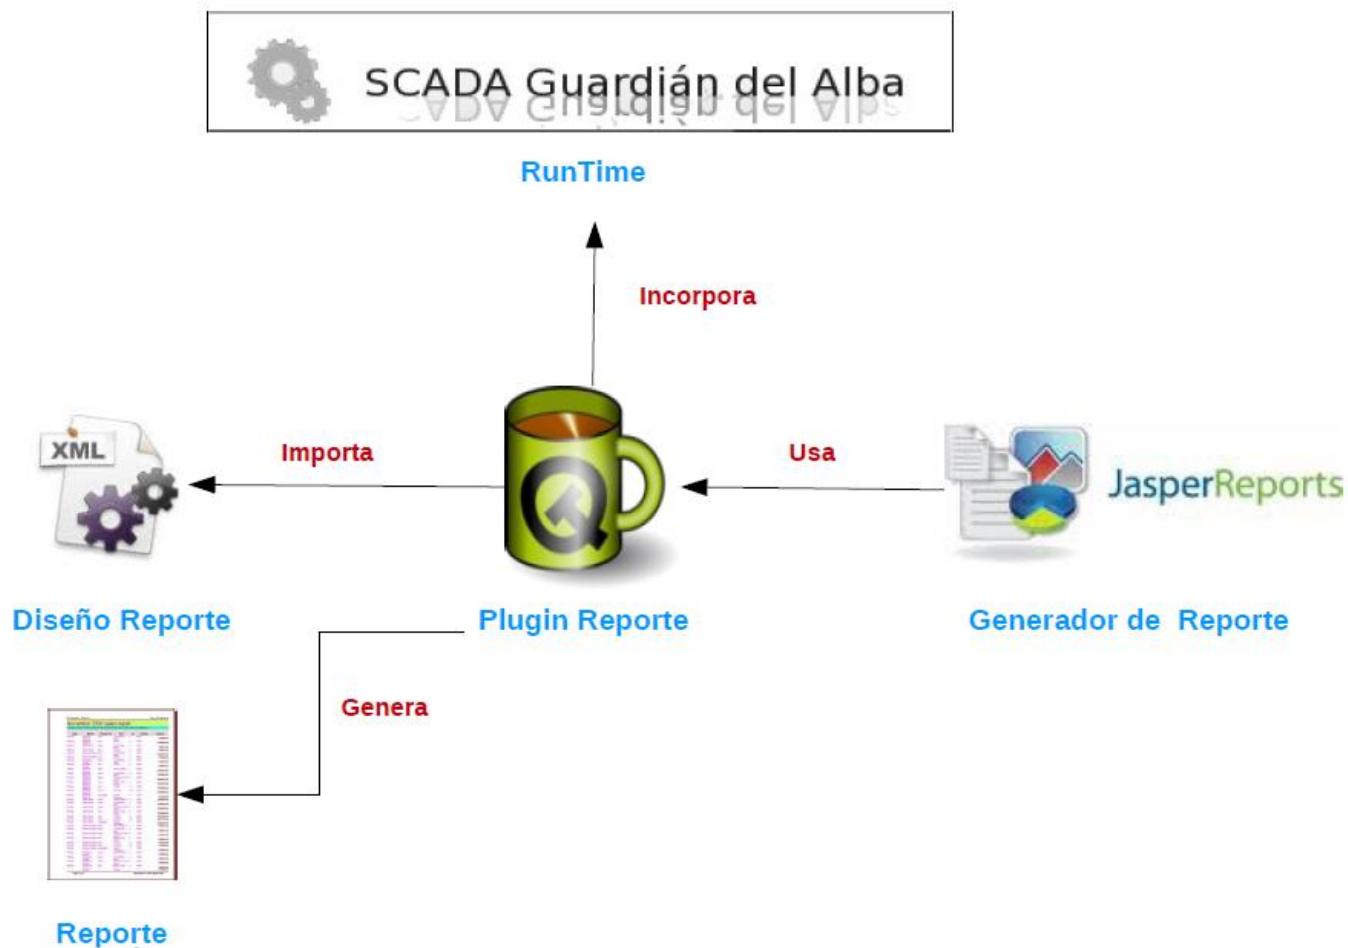 SCADA Guardián del Alba
RunTime
Incorpora
XML
Importa
Usa
JasperReports
Diseño Reporte
Plugin Reporte
Generador de Reporte
Genera
Reporte